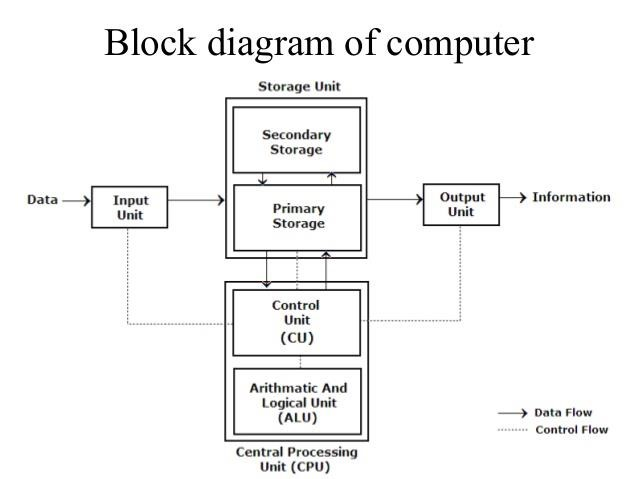 Block diagram of computer
Storage Unit
Secondary
Storage
Data
Input
Unit
Primary
Storage
Output
Unit
Information
Control
Unit
(CU)
Arithmatic And
Logical Unit
(ALU)
Central Processing
Unit (CPU)
Data Flow
Control Flow